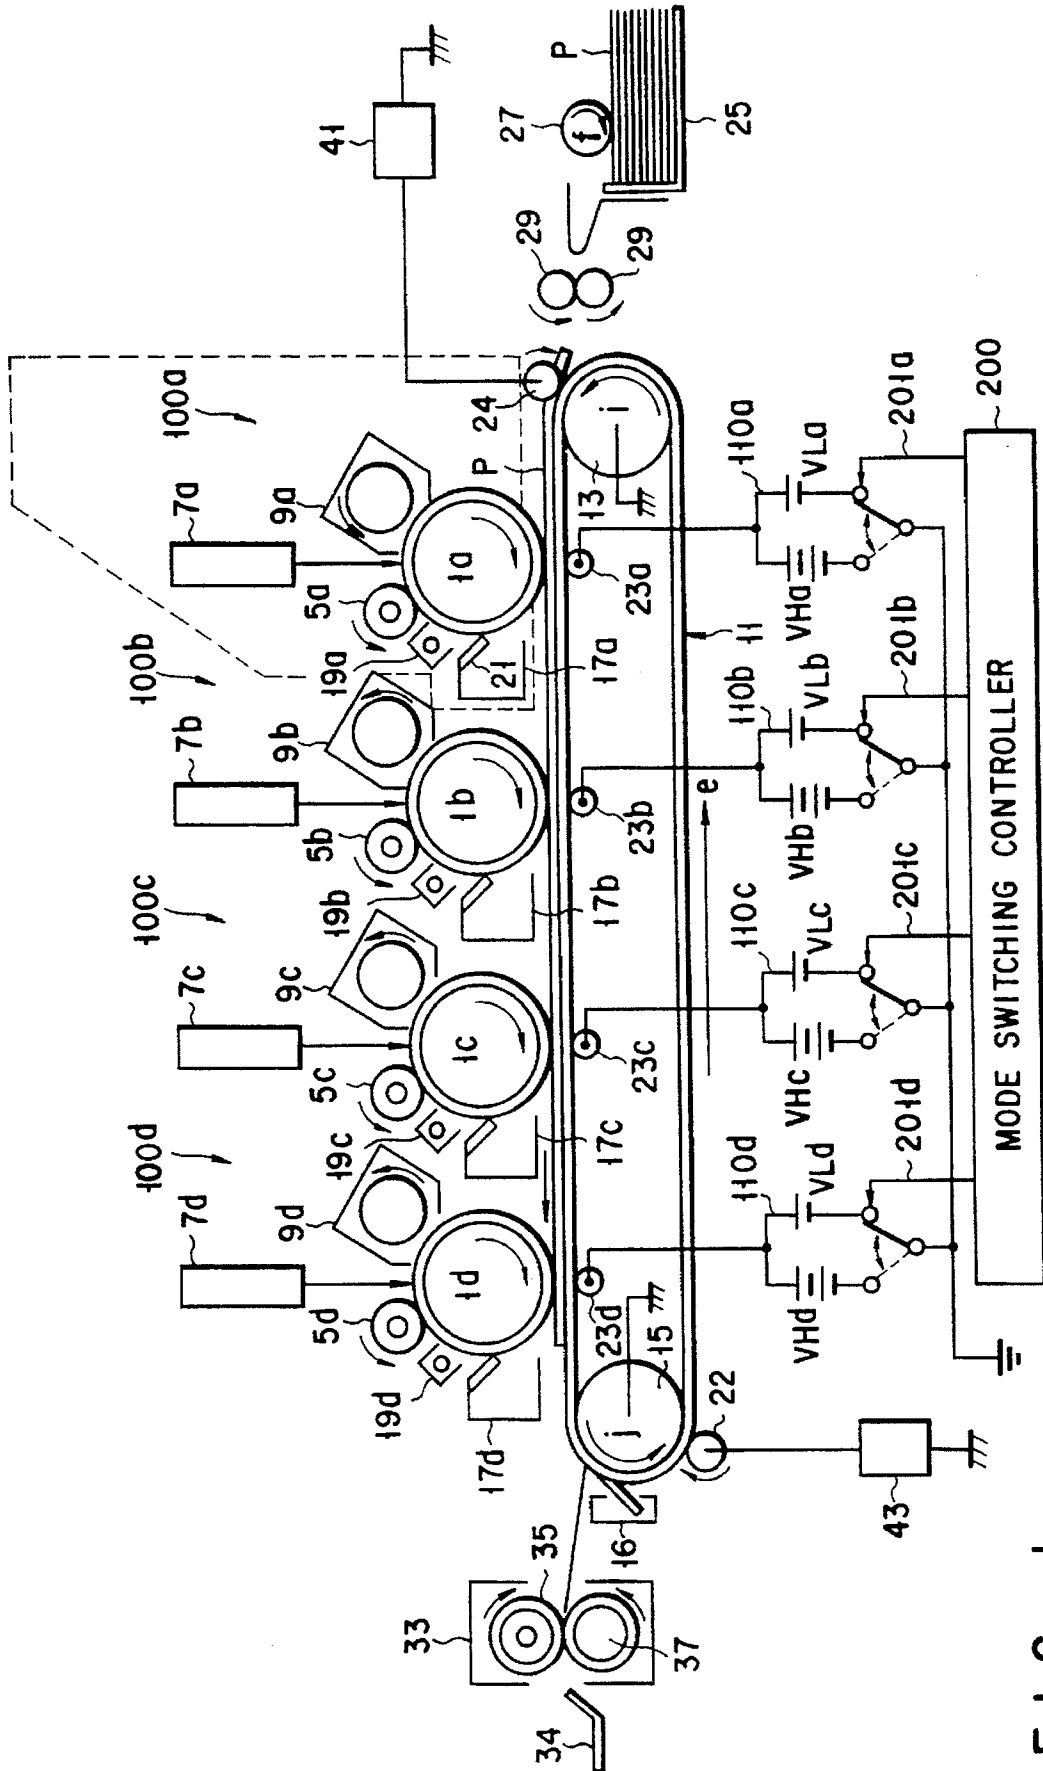 41
P
27
f
25
29
29
100a
7a
9a
5a
1a
19a
21
17a
24
P
i
13
11
100b
7b
9b
5b
1b
19b
17b
100c
7c
9c
5c
1c
19c
17c
100d
7d
9d
5d
1d
19d
17d
23a
23b
23c
23d
e
j
15
16
22
43
33
35
37
34
110a
VLa
VHa
201a
110b
VLb
VHb
201b
110c
VLc
VHc
201c
110d
VLd
VHd
201d
200
MODE SWITCHING CONTROLLER